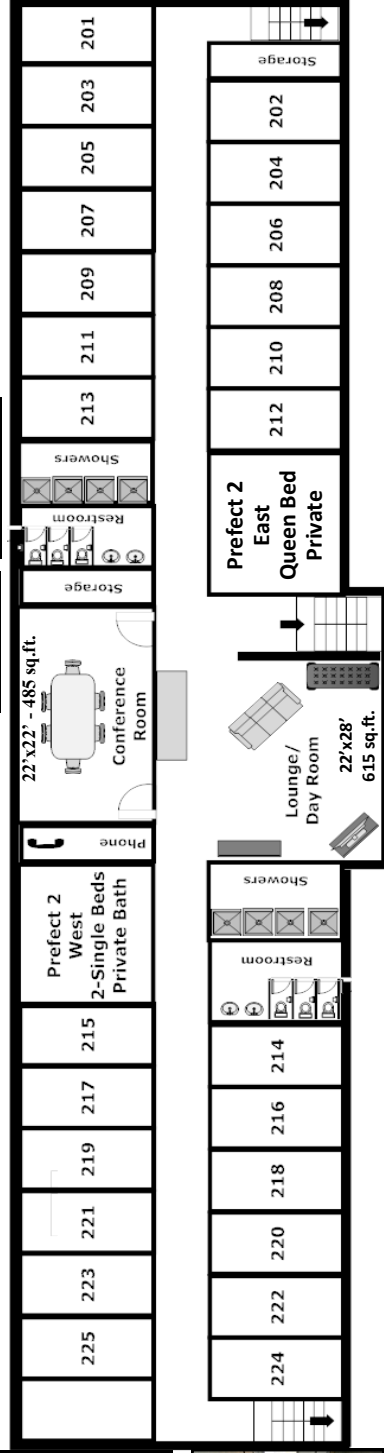 201
203
205
207
209
211
213
Showers
Restroom
Storage
22'x22' - 485 sq.ft.
Conference
Room
Phone
Prefect 2
West
2-Single Beds
Private Bath
215
217
219
221
223
225
Storage
202
204
206
208
210
212
Prefect 2
East
Queen Bed
Private
Lounge/
Day Room
22'x28'
615 sq.ft.
Showers
Restroom
214
216
218
220
222
224